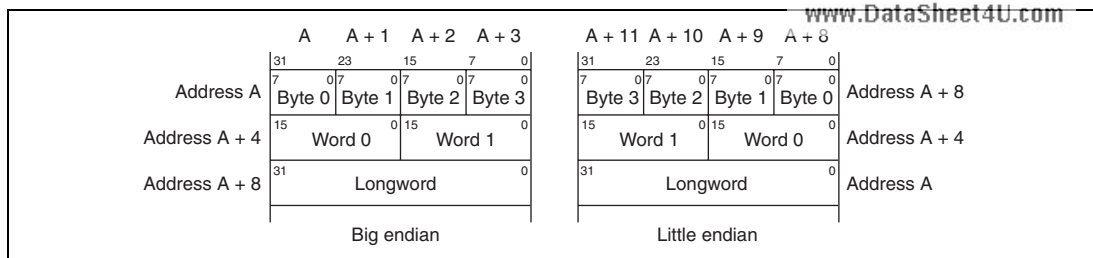 www.DataSheet4U.com
A A + 1 A + 2 A + 3 A + 11 A + 10 A + 9 A + 8
31 23 15 7 0 31 23 15 7 0
7 0 7 0 7 0 7 0 7 0 7 0 7 0 7 0
Address A Byte 0 Byte 1 Byte 2 Byte 3 Byte 3 Byte 2 Byte 1 Byte 0 Address A + 8
15 0 15 0 15 0 15 0
Address A + 4 Word 0 Word 1 Word 1 Word 0 Address A + 4
31 0 31 0
Address A + 8 Longword Longword Address A
Big endian Little endian